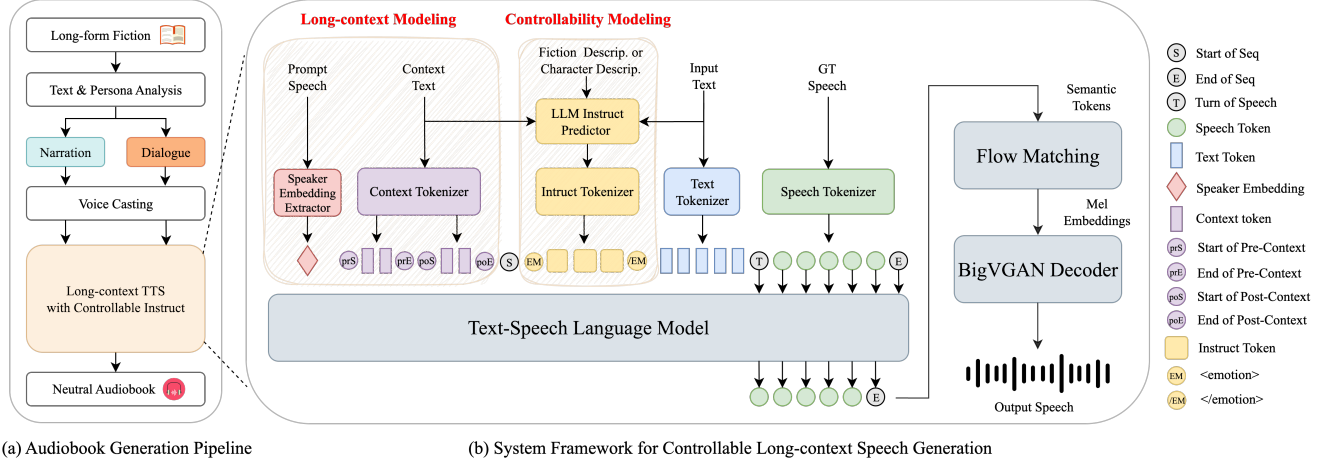 Long-form Fiction
Text & Persona Analysis
Narration
Dialogue
Voice Casting
Long-context TTS
with Controllable Instruct
Neutral Audiobook
(a) Audiobook Generation Pipeline
Long-context Modeling
Controllability Modeling
Prompt
Speech
Context
Text
Fiction Descrip. or
Character Descrip.
Input
Text
GT
Speech
LLM Instruct
Predictor
Speaker
Embedding
Extractor
Context Tokenizer
Intruct Tokenizer
Text
Tokenizer
Speech Tokenizer
prS
prE
poS
poE
S
EM
/EM
T
E
Text-Speech Language Model
E
Semantic
Tokens
Flow Matching
Mel
Embeddings
BigVGAN Decoder
Output Speech
S Start of Seq
E End of Seq
T Turn of Speech
Speech Token
Text Token
Speaker Embedding
Context token
prS Start of Pre-Context
prE End of Pre-Context
poS Start of Post-Context
poE End of Post-Context
Instruct Token
EM <emotion>
/EM </emotion>
(b) System Framework for Controllable Long-context Speech Generation